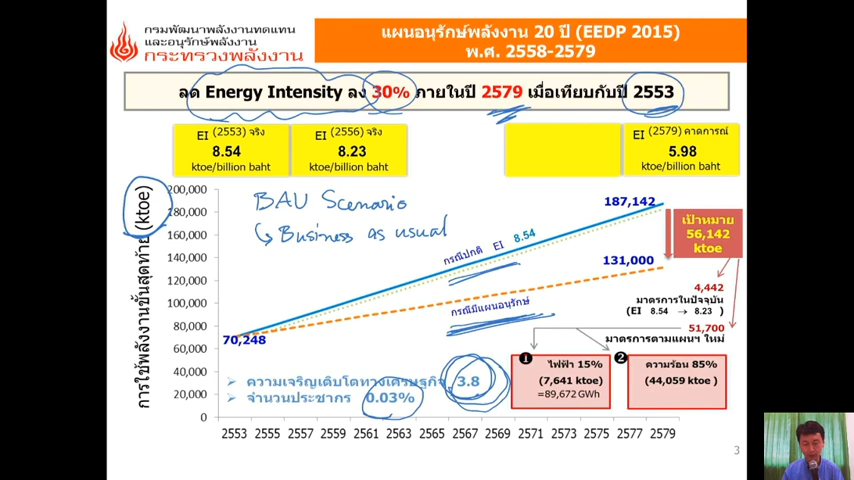 กรมพัฒนาพลังงานทดแทน
และอนุรักษ์พลังงาน
กระทรวงพลังงาน
แผนอนุรักษ์พลังงาน 20 ปี (EEDP 2015)
พ.ศ. 2558-2579
ลด Energy Intensity ลง 30% ภายในปี 2579 เมื่อเทียบกับปี 2553
EI (2553) จริง
8.54
ktoe/billion baht
EI (2556) จริง
8.23
ktoe/billion baht
EI (2579) คาดการณ์
5.98
ktoe/billion baht
การใช้พลังงานขั้นสุดท้าย (ktoe)
200,000
180,000
160,000
140,000
120,000
100,000
80,000
60,000
40,000
20,000
0
BAU Scenario
↳ Business as usual
กรณีปกติ EI 8.54
กรณีมีแผนอนุรักษ์
187,142
131,000
70,248
เป้าหมาย
56,142
ktoe
4,442
มาตรการในปัจจุบัน
(EI 8.54 → 8.23 )
51,700
มาตรการตามแผนฯ ใหม่
❶ ไฟฟ้า 15%
(7,641 ktoe)
=89,672 GWh
❷ ความร้อน 85%
(44,059 ktoe )
➢ ความเจริญเติบโตทางเศรษฐกิจ 3.8
➢ จำนวนประชากร 0.03%
2553 2555 2557 2559 2561 2563 2565 2567 2569 2571 2573 2575 2577 2579
3